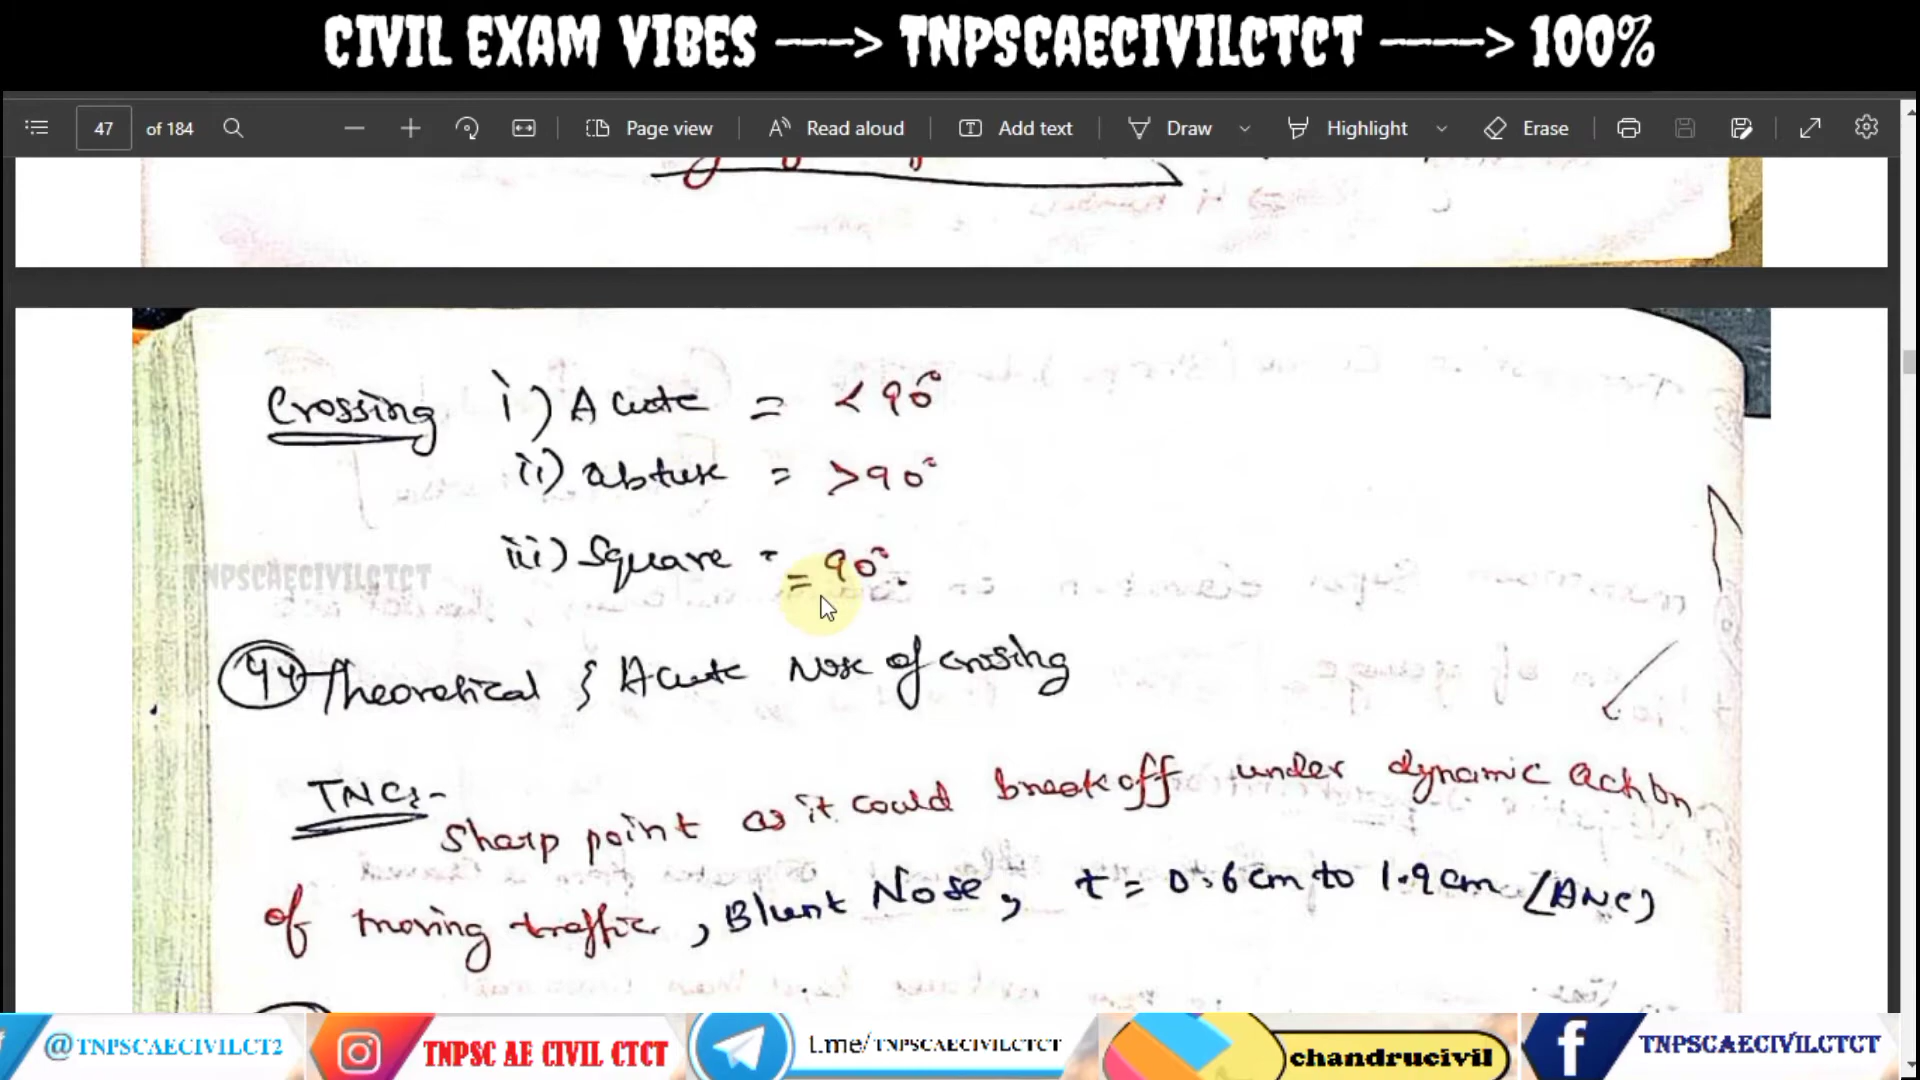 CIVIL EXAM VIBES ---> TNPSCAECIVILCTCT ----> 100%
47 of 184 Page view Read aloud Add text Draw Highlight Erase
Crossing i) Acute = < 90°
ii) Obtuse = > 90°
iii) Square = 90°
TNPSCAECIVILCTCT
44 Theoretical & Acute Nose of crossing
TNC:-
Sharp point as it could break off under dynamic action
of moving traffic, Blunt Nose, t = 0.6 cm to 1.9 cm (ANC)
@TNPSCAECIVILCT2 TNPSC AE CIVIL CTCT t.me/TNPSCAECIVILCTCT chandrucivil TNPSCAECIVILCTCT